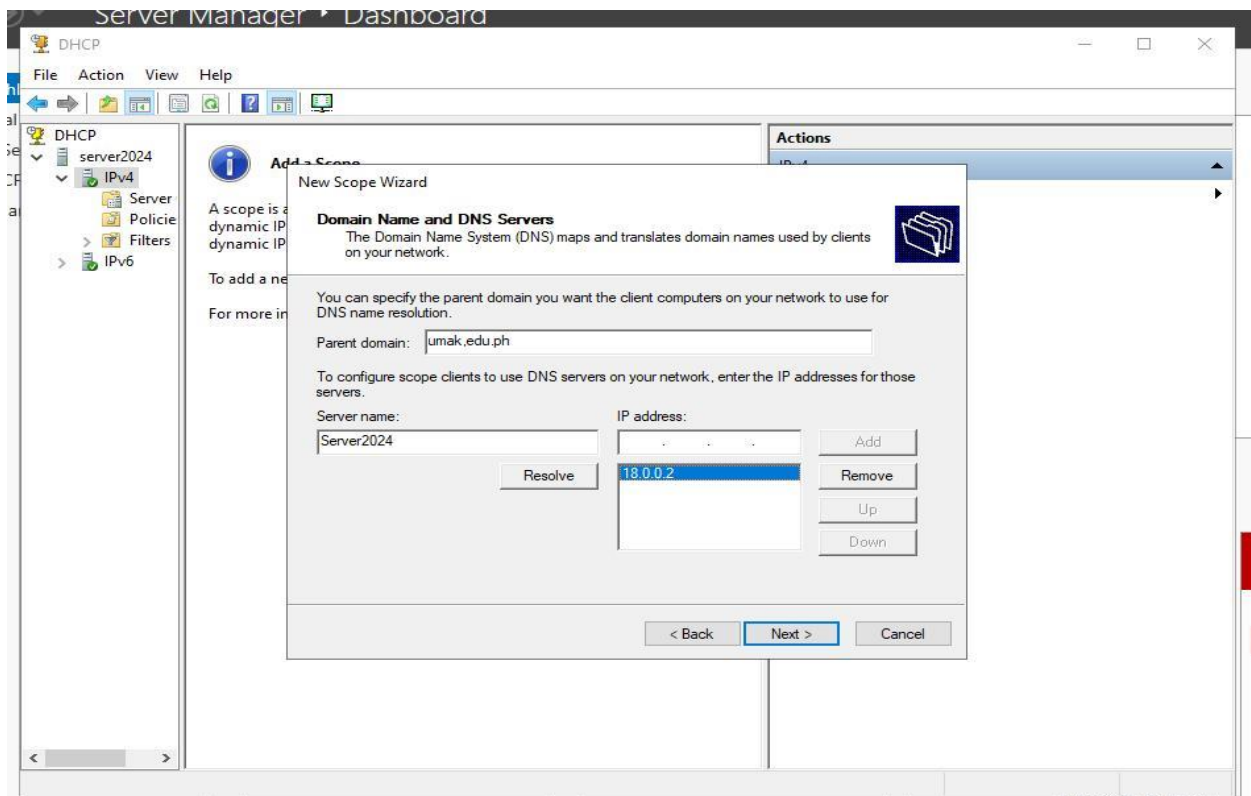 Server Manager • Dashboard
DHCP
File Action View Help
DHCP
server2024
IPv4
Server
Policie
Filters
IPv6
Add a Scope
A scope is a
dynamic IP
dynamic IP
To add a ne
For more in
Actions
IPv4
New Scope Wizard
Domain Name and DNS Servers
The Domain Name System (DNS) maps and translates domain names used by clients
on your network.
You can specify the parent domain you want the client computers on your network to use for
DNS name resolution.
Parent domain: umak,edu.ph
To configure scope clients to use DNS servers on your network, enter the IP addresses for those
servers.
Server name: IP address:
Server2024 . . . Add
Resolve 18.0.0.2 Remove
Up
Down
< Back Next > Cancel